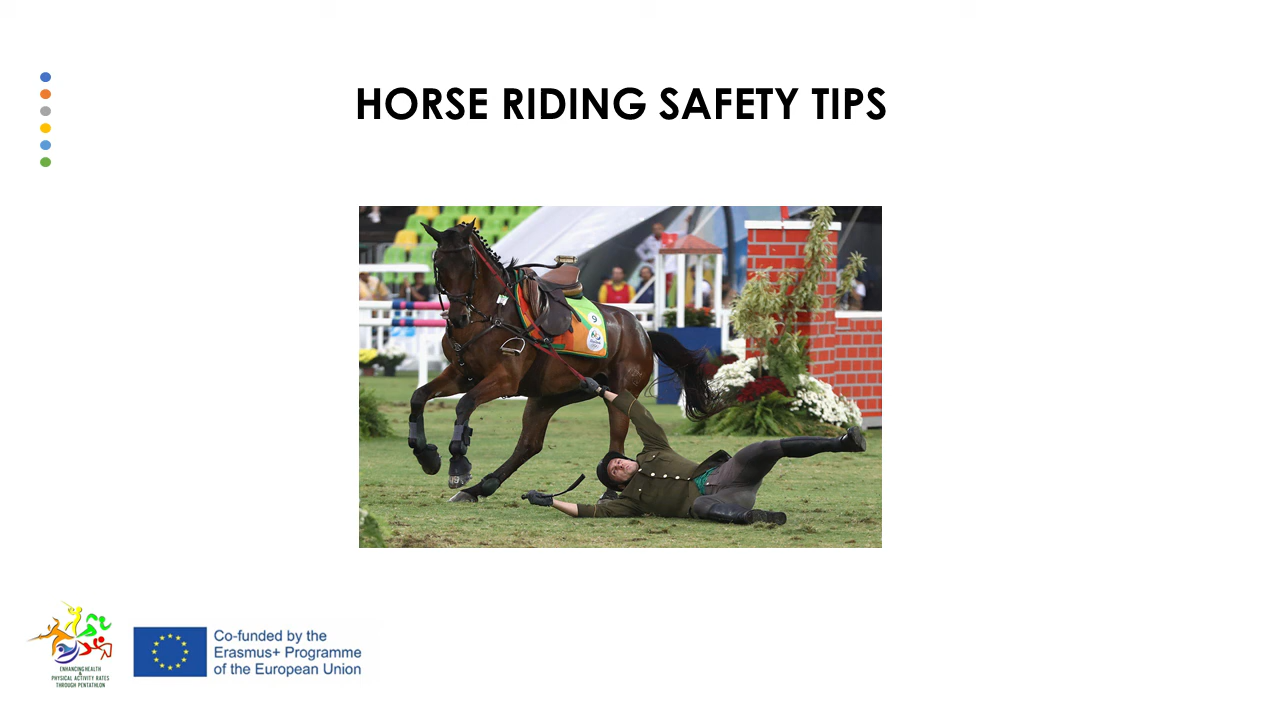 HORSE RIDING SAFETY TIPS
9
ENHANCING HEALTH
&
PHYSICAL ACTIVITY RATES
THROUGH PENTATHLON
Co-funded by the
Erasmus+ Programme
of the European Union